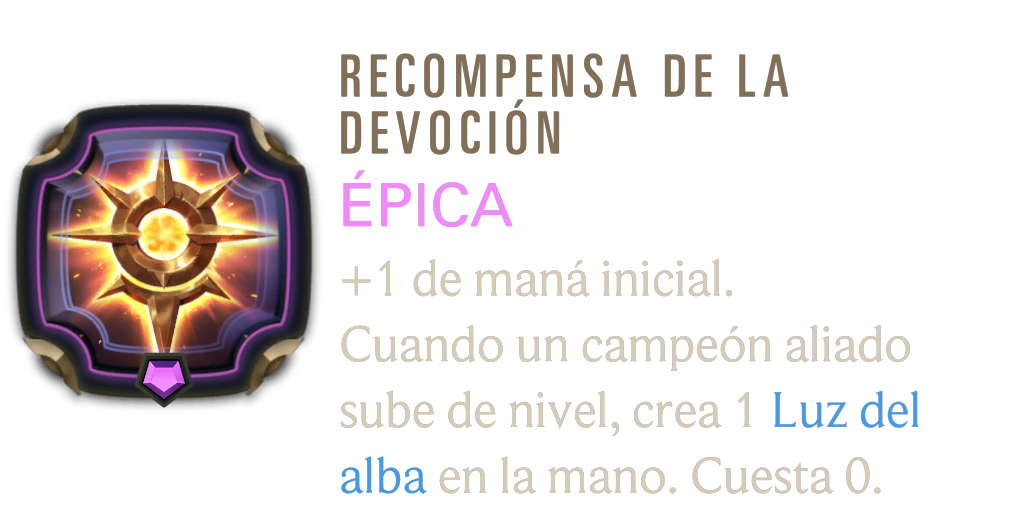 RECOMPENSA DE LA
DEVOCIÓN
ÉPICA
+1 de maná inicial.
Cuando un campeón aliado
sube de nivel, crea 1 Luz del
alba en la mano. Cuesta 0.